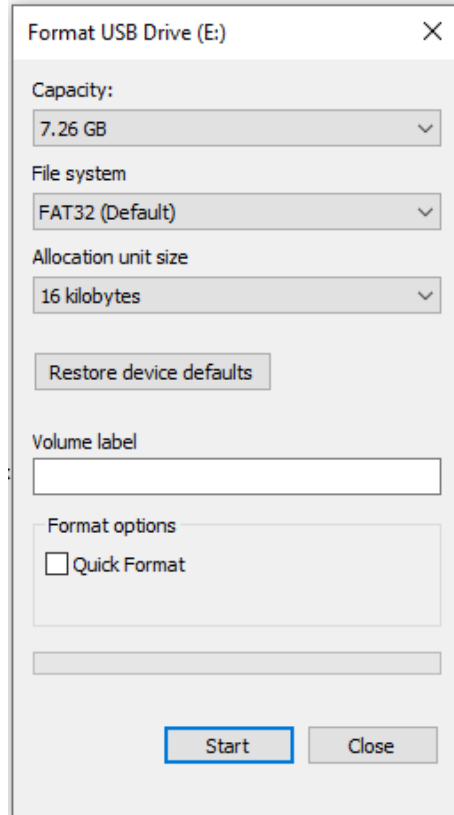 Format USB Drive (E:)
Capacity:
7.26 GB
File system
FAT32 (Default)
Allocation unit size
16 kilobytes
Restore device defaults
Volume label
Format options
Quick Format
Start
Close